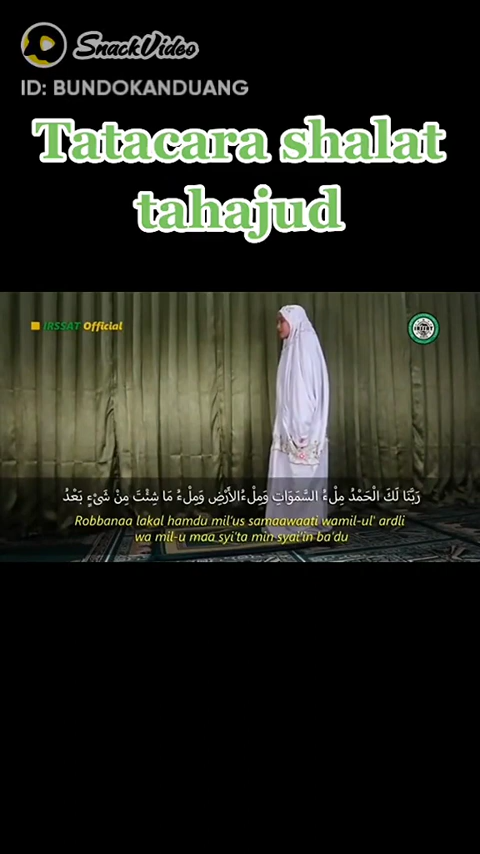 SnackVideo
ID: BUNDOKANDUANG
Tatacara shalat
tahajud
IRSSAT Official
رَبَّنَا لَكَ الْحَمْدُ مِلْءُ السَّمَوَاتِ وَمِلْءُالأَرْضِ وَمِلْءُ مَا شِئْتَ مِنْ شَيْءٍ بَعْدُ
Robbanaa lakal hamdu mil'us samaawaati wamil-ul' ardli
wa mil-u maa syi'ta min syai'in ba'du